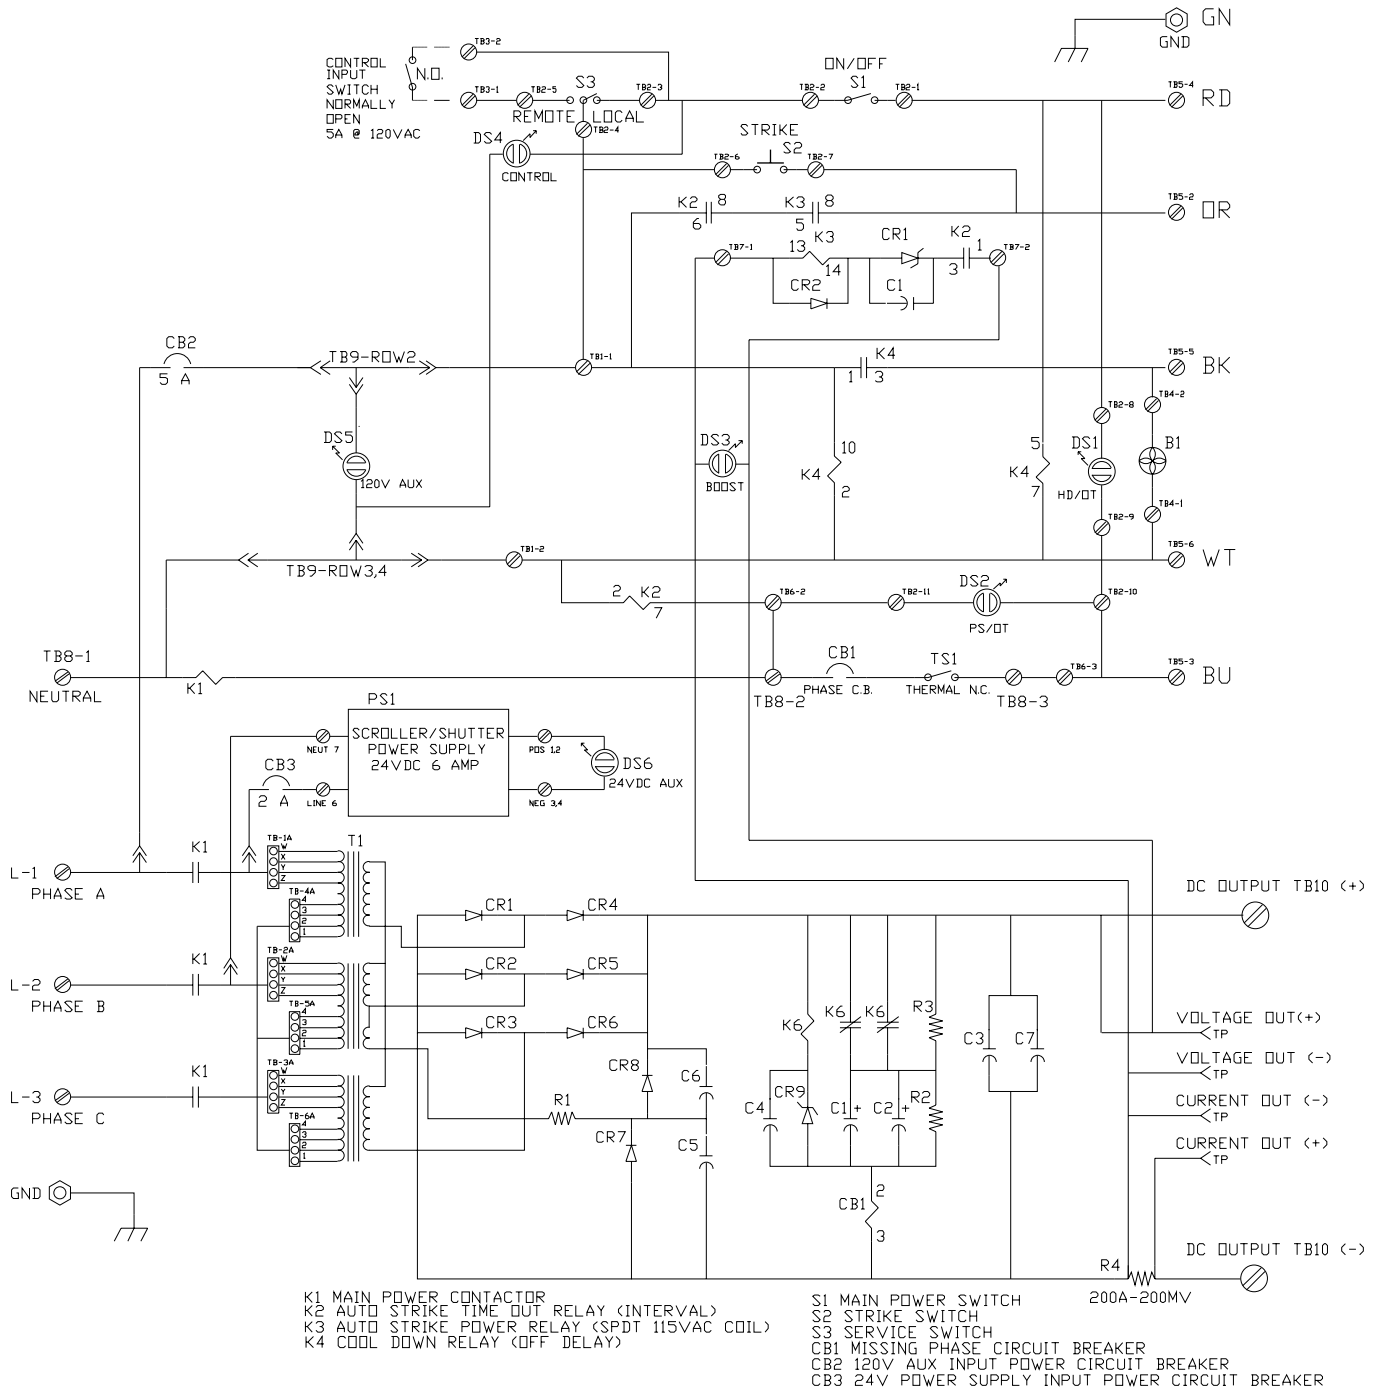 GN
GND
TB3-2
CONTROL
INPUT
SWITCH
NORMALLY
OPEN
5A @ 120VAC
N.O.
TB3-1
TB2-5
S3
TB2-3
REMOTE LOCAL
TB2-4
ON/OFF
S1
TB2-2
TB2-1
TB5-4
RD
DS4
CONTROL
STRIKE
S2
TB2-6
TB2-7
K2
8
6
K3
8
5
TB5-2
OR
TB7-1
13
K3
14
CR1
K2
1
3
TB7-2
CR2
C1
CB2
5 A
TB9-ROW2
TB1-1
K4
1
3
TB5-5
BK
TB2-8
TB4-2
DS5
120V AUX
DS3
BOOST
10
K4
2
5
K4
7
DS1
HD/OT
B1
TB2-9
TB4-1
TB9-ROW3,4
TB1-2
TB5-6
WT
2
K2
7
TB6-2
TB2-11
DS2
PS/OT
TB2-10
TB8-1
NEUTRAL
K1
TB8-2
CB1
PHASE C.B.
TS1
THERMAL N.C.
TB8-3
TB6-3
TB5-3
BU
PS1
SCROLLER/SHUTTER
POWER SUPPLY
24VDC 6 AMP
NEUT 7
LINE 6
POS 1,2
NEG 3,4
DS6
24VDC AUX
CB3
2 A
L-1
PHASE A
K1
TB-1A
W
X
Y
Z
TB-4A
4
3
2
1
T1
L-2
PHASE B
K1
TB-2A
W
X
Y
Z
TB-5A
4
3
2
1
L-3
PHASE C
K1
TB-3A
W
X
Y
Z
TB-6A
4
3
2
1
GND
CR1
CR4
CR2
CR5
CR3
CR6
CR8
C6
R1
CR7
C5
K6
K6
K6
R3
C4
CR9
C1
+
C2
+
R2
C3
C7
CB1
2
3
DC OUTPUT TB10 (+)
VOLTAGE OUT(+)
TP
VOLTAGE OUT (-)
TP
CURRENT OUT (-)
TP
CURRENT OUT (+)
TP
DC OUTPUT TB10 (-)
R4
200A-200MV
K1 MAIN POWER CONTACTOR
K2 AUTO STRIKE TIME OUT RELAY (INTERVAL)
K3 AUTO STRIKE POWER RELAY (SPDT 115VAC COIL)
K4 COOL DOWN RELAY (OFF DELAY)
S1 MAIN POWER SWITCH
S2 STRIKE SWITCH
S3 SERVICE SWITCH
CB1 MISSING PHASE CIRCUIT BREAKER
CB2 120V AUX INPUT POWER CIRCUIT BREAKER
CB3 24V POWER SUPPLY INPUT POWER CIRCUIT BREAKER